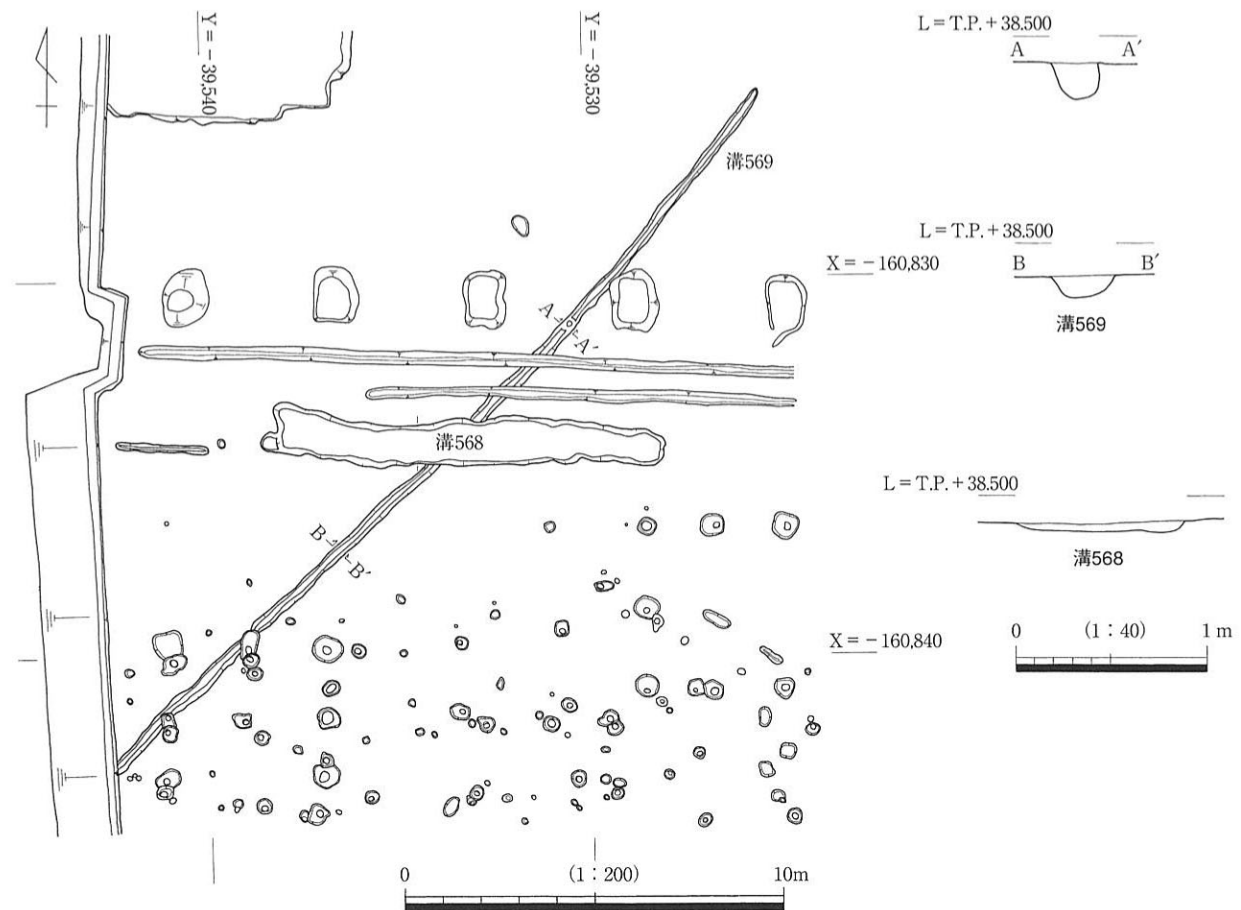 Y = − 39,540
Y = − 39,530
溝569
A
A′
溝568
B
B′
X = − 160,830
X = − 160,840
0 (1：200) 10m
L = T.P. + 38.500
A A′
L = T.P. + 38.500
B B′
溝569
L = T.P. + 38.500
溝568
0 (1：40) 1 m